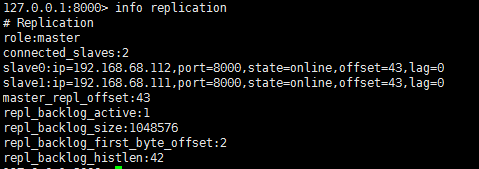 127.0.0.1:8000> info replication
# Replication
role:master
connected_slaves:2
slave0:ip=192.168.68.112,port=8000,state=online,offset=43,lag=0
slave1:ip=192.168.68.111,port=8000,state=online,offset=43,lag=0
master_repl_offset:43
repl_backlog_active:1
repl_backlog_size:1048576
repl_backlog_first_byte_offset:2
repl_backlog_histlen:42